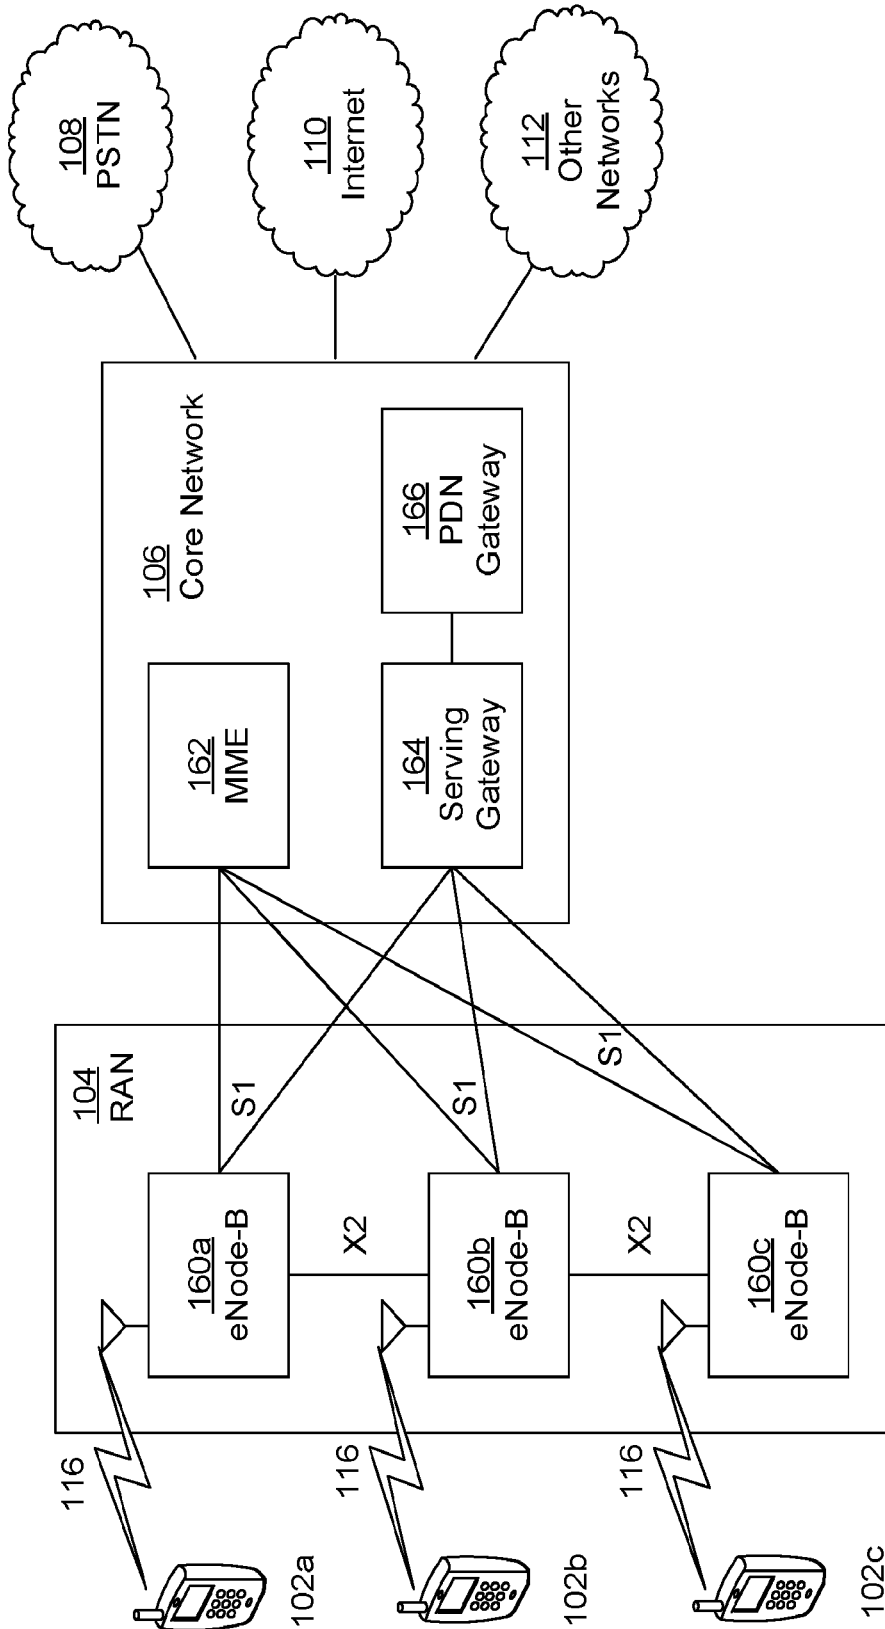 102a
116
160a
eNode-B
104
RAN
S1
X2
102b
116
160b
eNode-B
S1
X2
102c
116
160c
eNode-B
S1
106
Core Network
162
MME
164
Serving
Gateway
166
PDN
Gateway
108
PSTN
110
Internet
112
Other
Networks